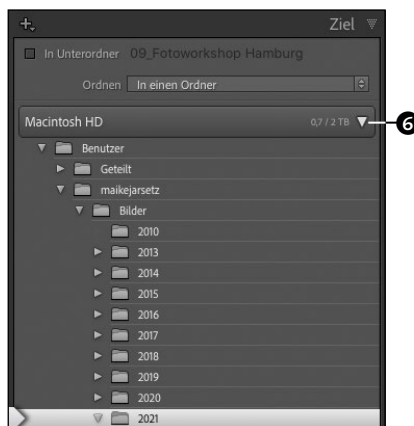 Ziel
In Unterordner 09_Fotoworkshop Hamburg
Ordnen In einen Ordner
Macintosh HD 0,7 / 2 TB 6
Benutzer
Geteilt
maikejarsetz
Bilder
2010
2013
2014
2015
2016
2017
2018
2019
2020
2021